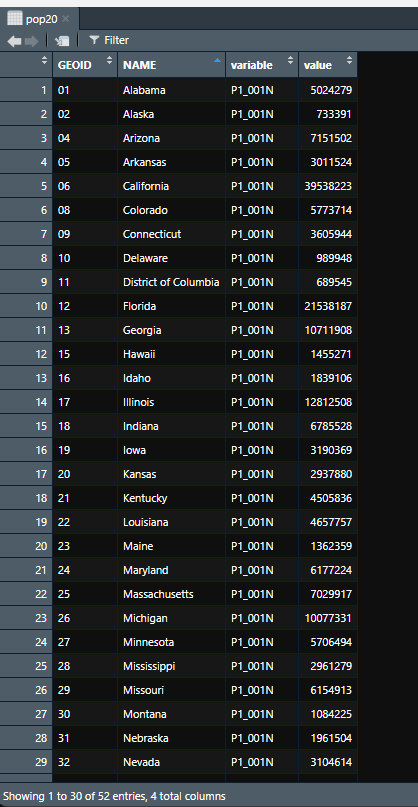 pop20
Filter
GEOID NAME variable value
1 01 Alabama P1_001N 5024279
2 02 Alaska P1_001N 733391
3 04 Arizona P1_001N 7151502
4 05 Arkansas P1_001N 3011524
5 06 California P1_001N 39538223
6 08 Colorado P1_001N 5773714
7 09 Connecticut P1_001N 3605944
8 10 Delaware P1_001N 989948
9 11 District of Columbia P1_001N 689545
10 12 Florida P1_001N 21538187
11 13 Georgia P1_001N 10711908
12 15 Hawaii P1_001N 1455271
13 16 Idaho P1_001N 1839106
14 17 Illinois P1_001N 12812508
15 18 Indiana P1_001N 6785528
16 19 Iowa P1_001N 3190369
17 20 Kansas P1_001N 2937880
18 21 Kentucky P1_001N 4505836
19 22 Louisiana P1_001N 4657757
20 23 Maine P1_001N 1362359
21 24 Maryland P1_001N 6177224
22 25 Massachusetts P1_001N 7029917
23 26 Michigan P1_001N 10077331
24 27 Minnesota P1_001N 5706494
25 28 Mississippi P1_001N 2961279
26 29 Missouri P1_001N 6154913
27 30 Montana P1_001N 1084225
28 31 Nebraska P1_001N 1961504
29 32 Nevada P1_001N 3104614
Showing 1 to 30 of 52 entries, 4 total columns